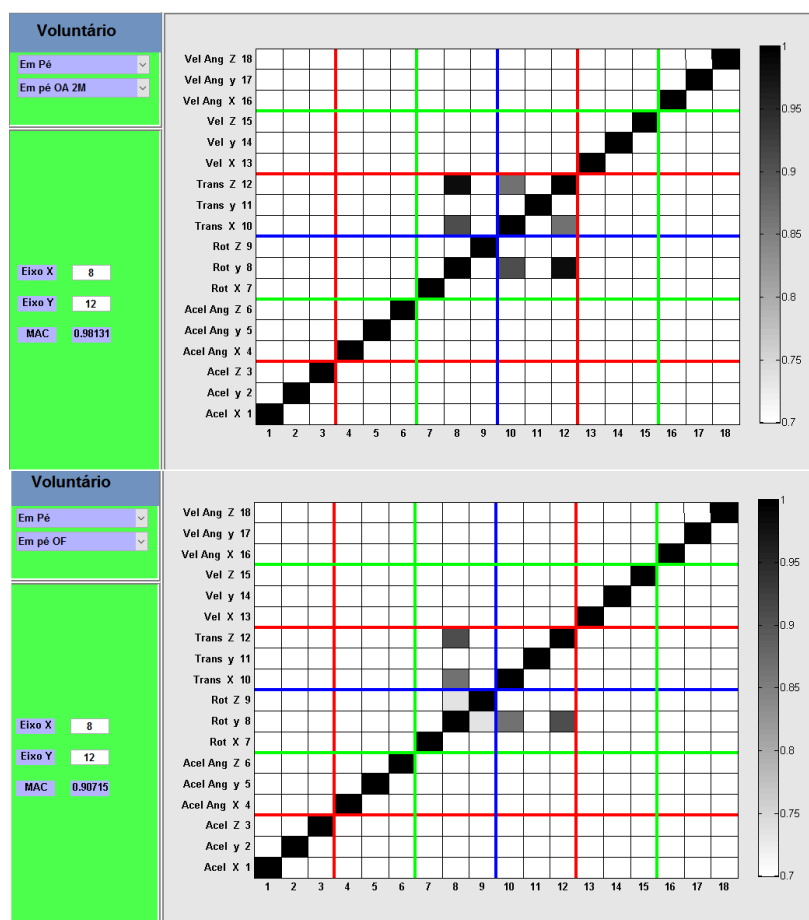 Voluntário
Em Pé
Em pé OA 2M
Eixo X 8
Eixo Y 12
MAC 0.98131
Vel Ang Z 18
Vel Ang y 17
Vel Ang X 16
Vel Z 15
Vel y 14
Vel X 13
Trans Z 12
Trans y 11
Trans X 10
Rot Z 9
Rot y 8
Rot X 7
Acel Ang Z 6
Acel Ang y 5
Acel Ang X 4
Acel Z 3
Acel y 2
Acel X 1
1 2 3 4 5 6 7 8 9 10 11 12 13 14 15 16 17 18
1
0.95
0.9
0.85
0.8
0.75
0.7
Voluntário
Em Pé
Em pé OF
Eixo X 8
Eixo Y 12
MAC 0.90715
Vel Ang Z 18
Vel Ang y 17
Vel Ang X 16
Vel Z 15
Vel y 14
Vel X 13
Trans Z 12
Trans y 11
Trans X 10
Rot Z 9
Rot y 8
Rot X 7
Acel Ang Z 6
Acel Ang y 5
Acel Ang X 4
Acel Z 3
Acel y 2
Acel X 1
1 2 3 4 5 6 7 8 9 10 11 12 13 14 15 16 17 18
1
0.95
0.9
0.85
0.8
0.75
0.7